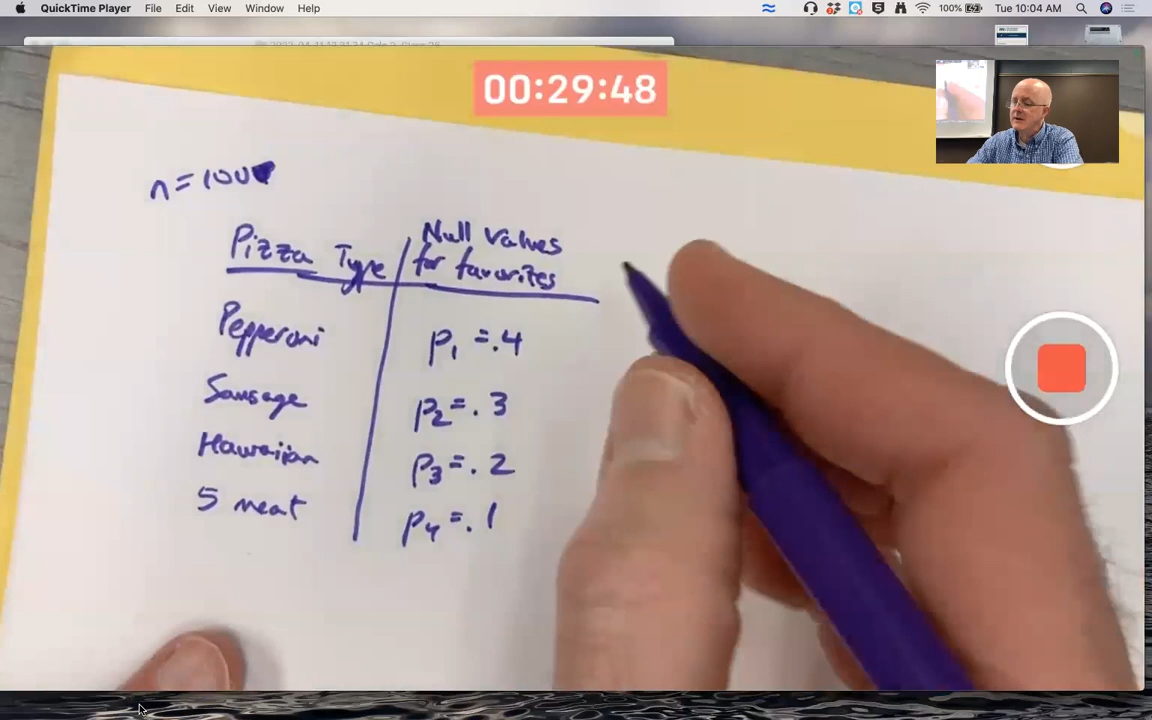 QuickTime Player File Edit View Window Help 100% Tue 10:04 AM
00:29:48
n = 100
Pizza Type Null values
for favorites
Pepperoni p1 = .4
Sausage p2 = .3
Hawaiian p3 = .2
5 meat p4 = .1